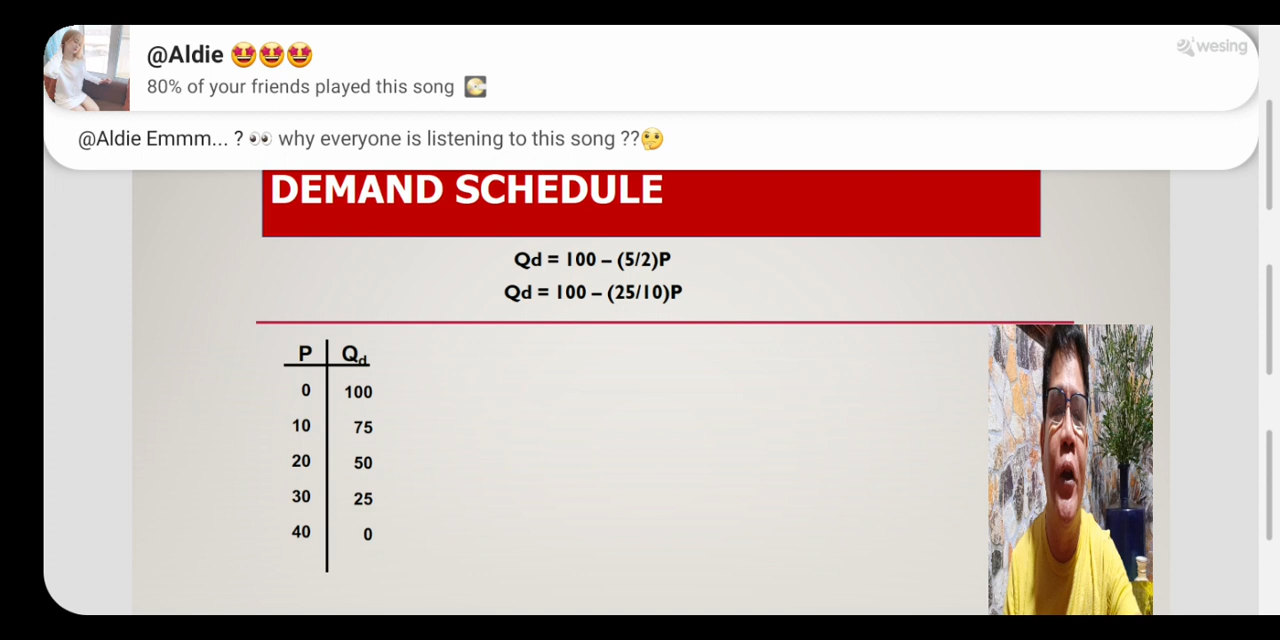 @Aldie 🤩🤩🤩
wesing
80% of your friends played this song
@Aldie Emmm... ? 👀 why everyone is listening to this song ??🤔
DEMAND SCHEDULE
Qd = 100 – (5/2)P
Qd = 100 – (25/10)P
P Qd
0 100
10 75
20 50
30 25
40 0